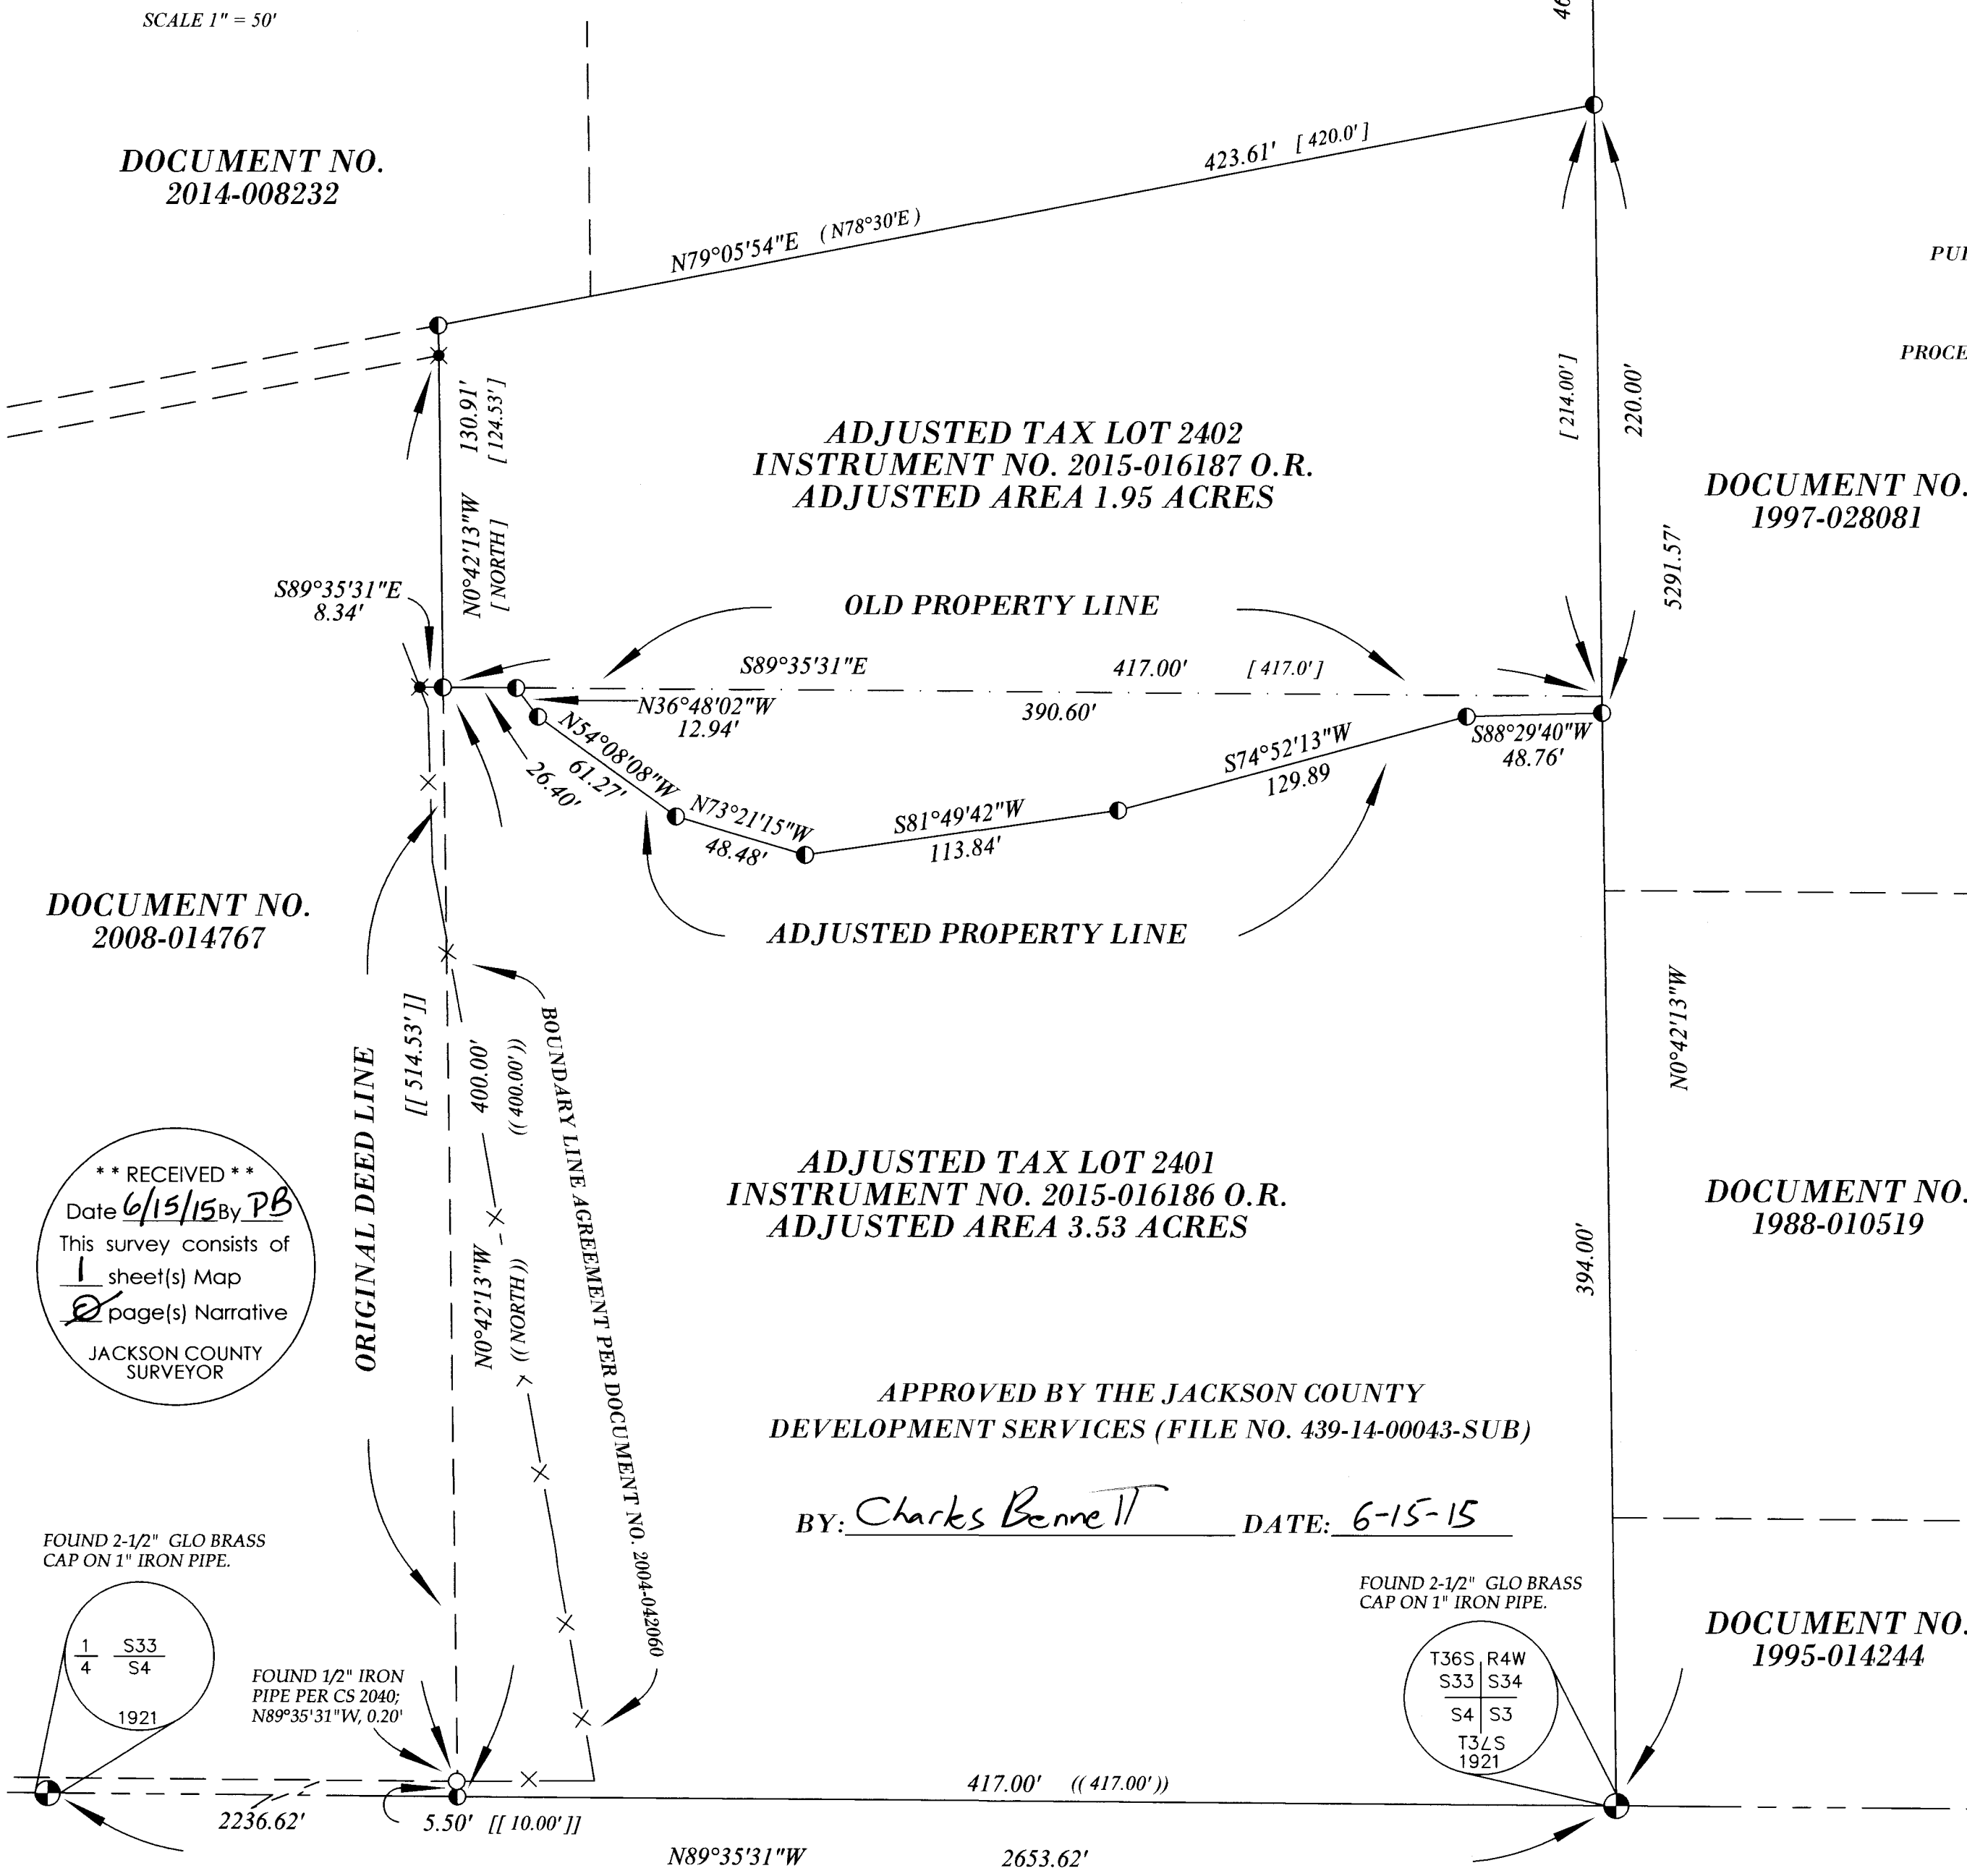 SCALE 1" = 50'
46
DOCUMENT NO.
2014-008232
423.61' [ 420.0' ]
N79°05'54"E ( N78°30'E )
PUR
PROCE
130.91'
[ 124.53' ]
N0°42'13"W
[ NORTH ]
ADJUSTED TAX LOT 2402
INSTRUMENT NO. 2015-016187 O.R.
ADJUSTED AREA 1.95 ACRES
[ 214.00' ]
220.00'
DOCUMENT NO.
1997-028081
5291.57'
S89°35'31"E
8.34'
OLD PROPERTY LINE
S89°35'31"E 417.00' [ 417.0' ]
N36°48'02"W
12.94'
390.60'
N54°08'08"W
61.27'
26.40'
N73°21'15"W
48.48'
S81°49'42"W
113.84'
S74°52'13"W
129.89
S88°29'40"W
48.76'
DOCUMENT NO.
2008-014767
ADJUSTED PROPERTY LINE
[[ 514.53' ]]
400.00'
(( 400.00' ))
N0°42'13"W
(( NORTH ))
ORIGINAL DEED LINE
BOUNDARY LINE AGREEMENT PER DOCUMENT NO. 2004-042060
N0°42'13"W
* * RECEIVED * *
Date 6/15/15 By PB
This survey consists of
1 sheet(s) Map
0 page(s) Narrative
JACKSON COUNTY
SURVEYOR
ADJUSTED TAX LOT 2401
INSTRUMENT NO. 2015-016186 O.R.
ADJUSTED AREA 3.53 ACRES
DOCUMENT NO.
1988-010519
394.00'
APPROVED BY THE JACKSON COUNTY
DEVELOPMENT SERVICES (FILE NO. 439-14-00043-SUB)
BY: Charles Bennett DATE: 6-15-15
FOUND 2-1/2" GLO BRASS
CAP ON 1" IRON PIPE.
1 S33
4 S4
1921
FOUND 1/2" IRON
PIPE PER CS 2040;
N89°35'31"W, 0.20'
FOUND 2-1/2" GLO BRASS
CAP ON 1" IRON PIPE.
T36S R4W
S33 S34
S4 S3
T37S
1921
DOCUMENT NO.
1995-014244
417.00' (( 417.00' ))
2236.62'
5.50' [[ 10.00' ]]
N89°35'31"W 2653.62'